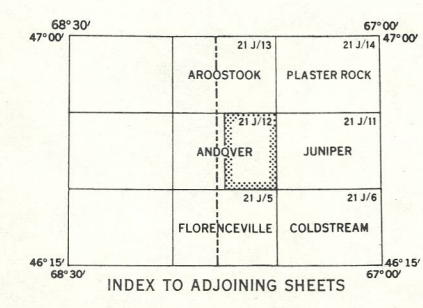 68°30′ 67°00′
47°00′ 21 J/13 21 J/14 47°00′
AROOSTOOK PLASTER ROCK
21 J/12 21 J/11
ANDOVER JUNIPER
21 J/5 21 J/6
FLORENCEVILLE COLDSTREAM
46°15′ 46°15′
68°30′ 67°00′
INDEX TO ADJOINING SHEETS